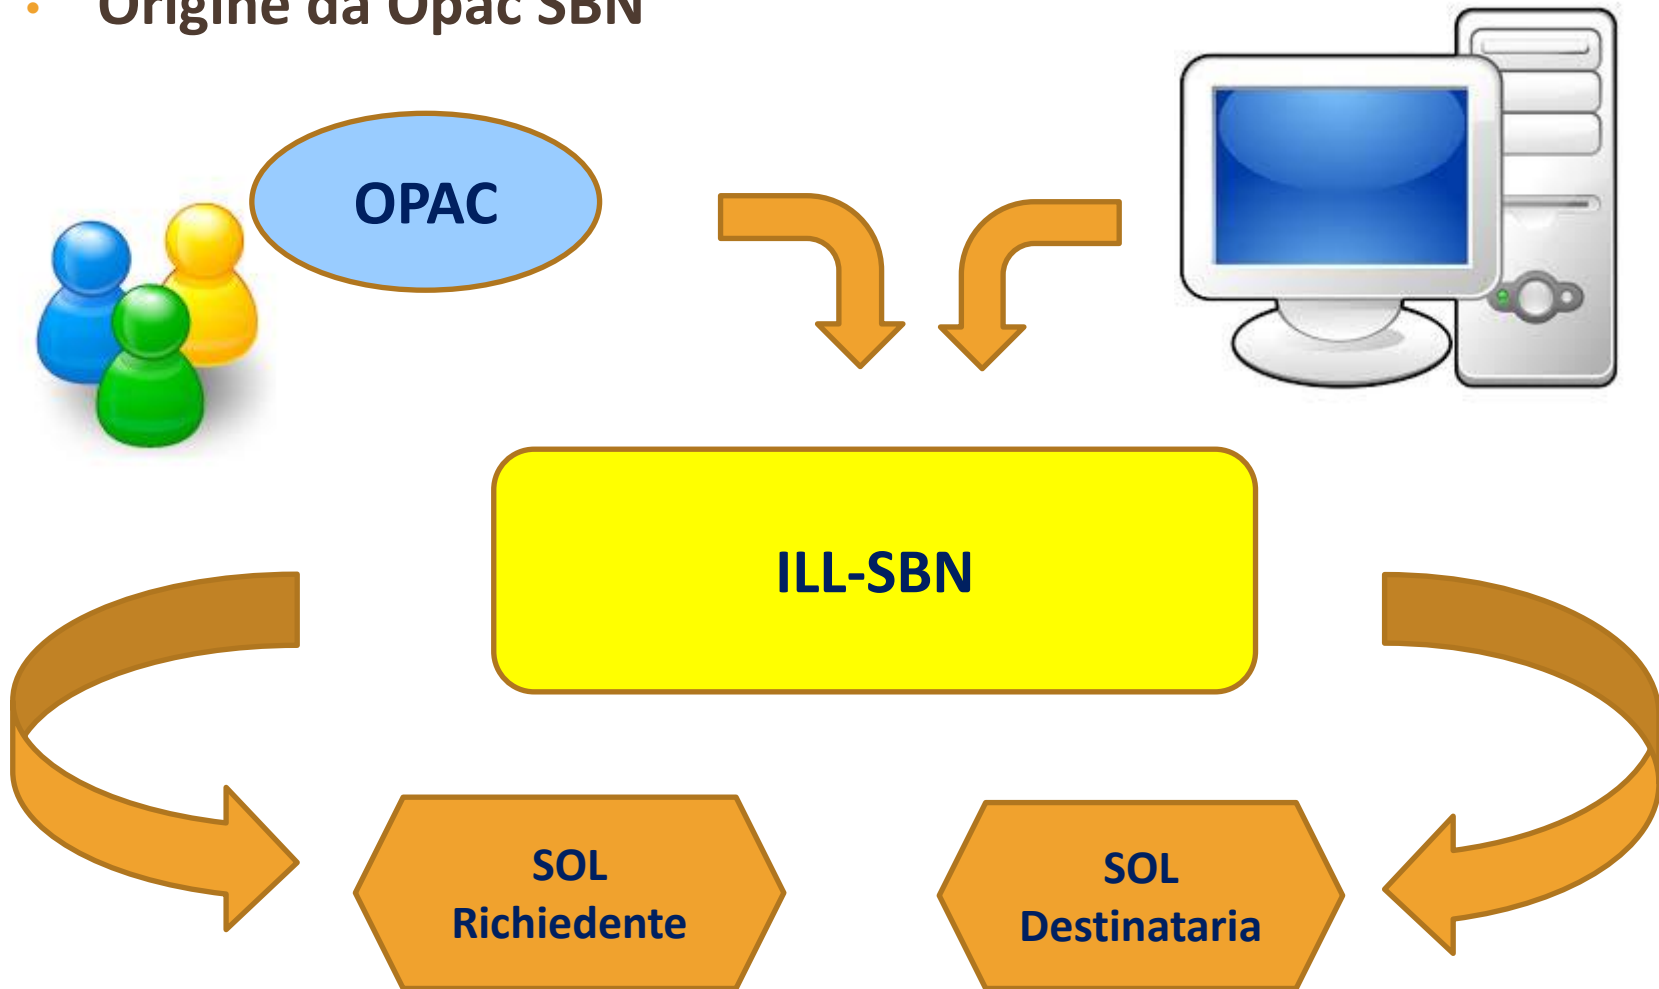 • Origine da Opac SBN
OPAC
ILL-SBN
SOL
Richiedente
SOL
Destinataria